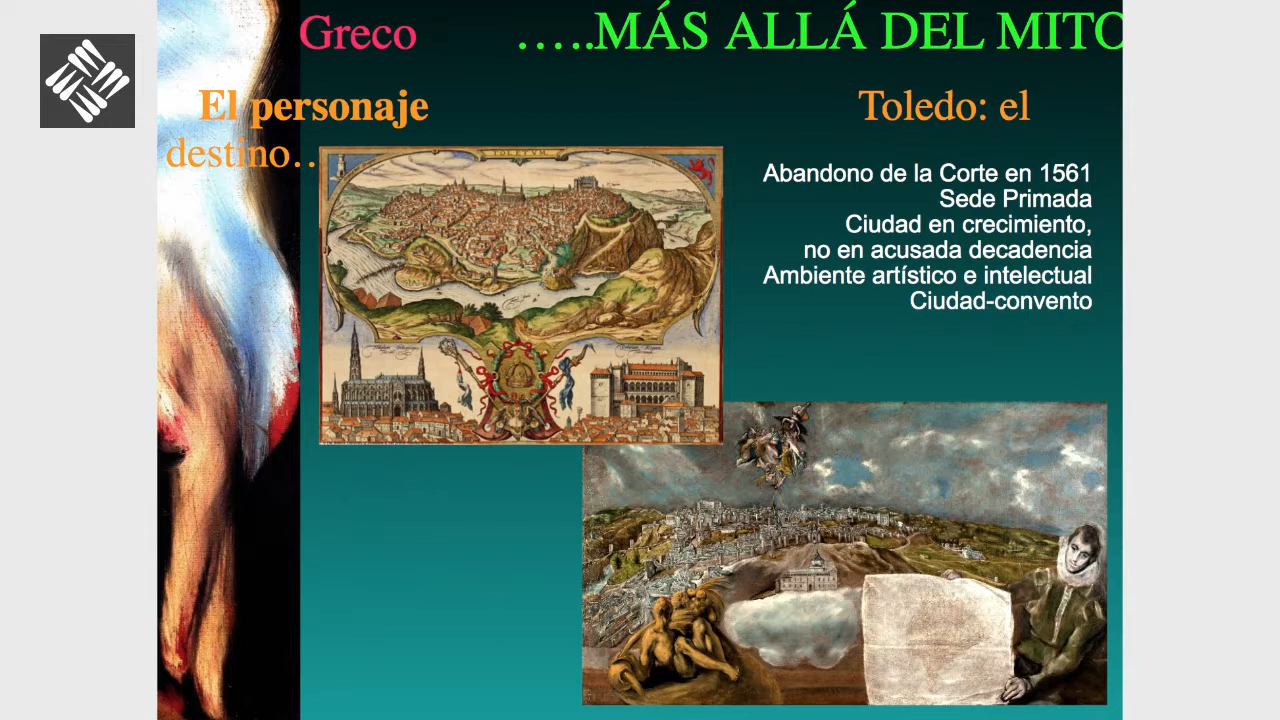 Greco …..MÁS ALLÁ DEL MITO
El personaje Toledo: el
destino…
TOLETVM
Abandono de la Corte en 1561
Sede Primada
Ciudad en crecimiento,
no en acusada decadencia
Ambiente artístico e intelectual
Ciudad-convento